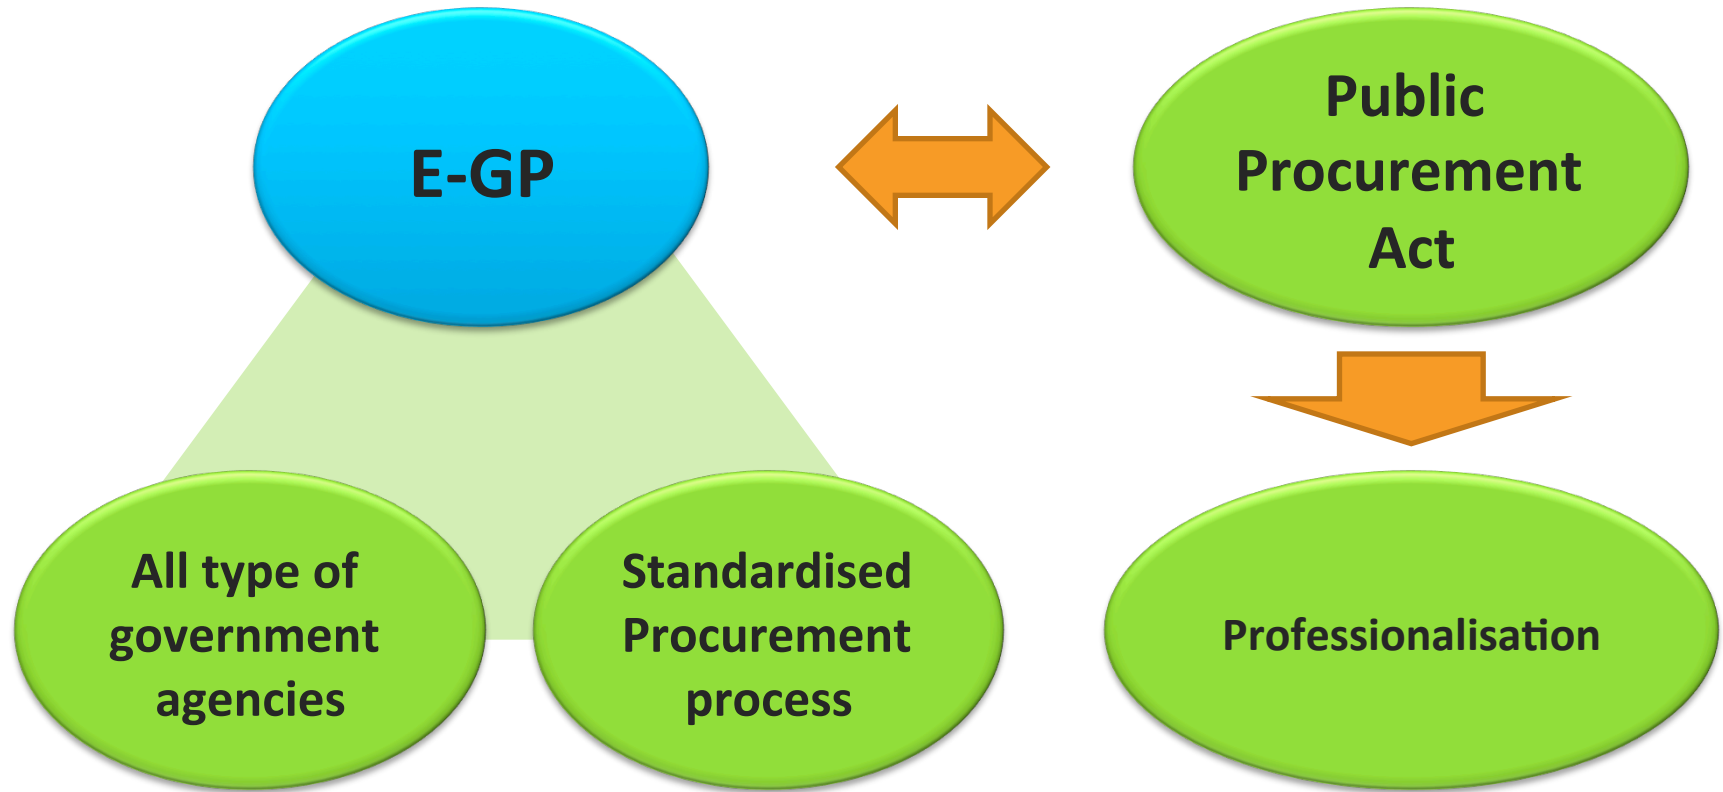 E-GP
Public
Procurement
Act
All type of
government
agencies
Standardised
Procurement
process
Professionalisation